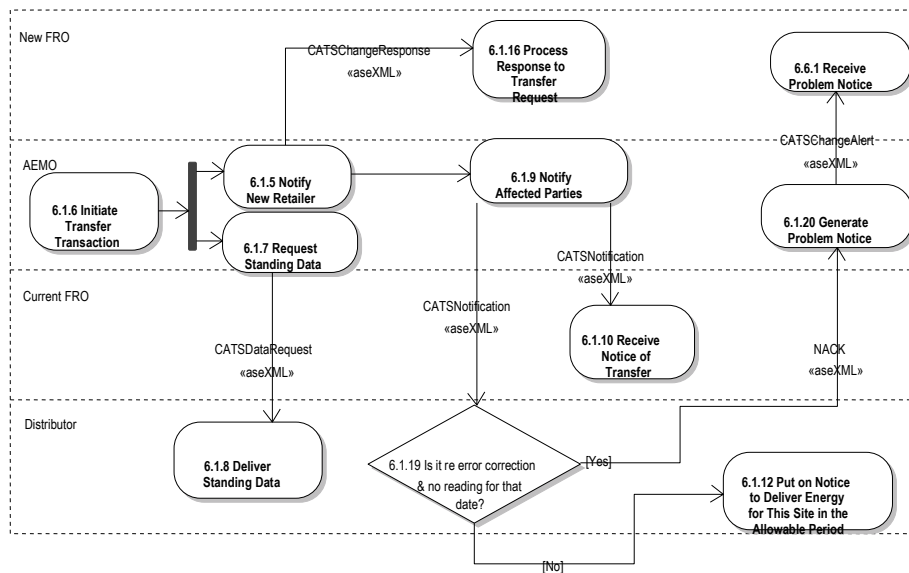 New FRO
CATSChangeResponse
«aseXML»
6.1.16 Process
Response to
Transfer
Request
6.6.1 Receive
Problem Notice
CATSChangeAlert
«aseXML»
AEMO
6.1.6 Initiate
Transfer
Transaction
6.1.5 Notify
New Retailer
6.1.7 Request
Standing Data
6.1.9 Notify
Affected Parties
6.1.20 Generate
Problem Notice
CATSNotification
«aseXML»
Current FRO
CATSNotification
«aseXML»
6.1.10 Receive
Notice of
Transfer
CATSDataRequest
«aseXML»
NACK
«aseXML»
Distributor
6.1.8 Deliver
Standing Data
6.1.19 Is it re error correction
& no reading for that
date?
[Yes]
6.1.12 Put on Notice
to Deliver Energy
for This Site in the
Allowable Period
[No]